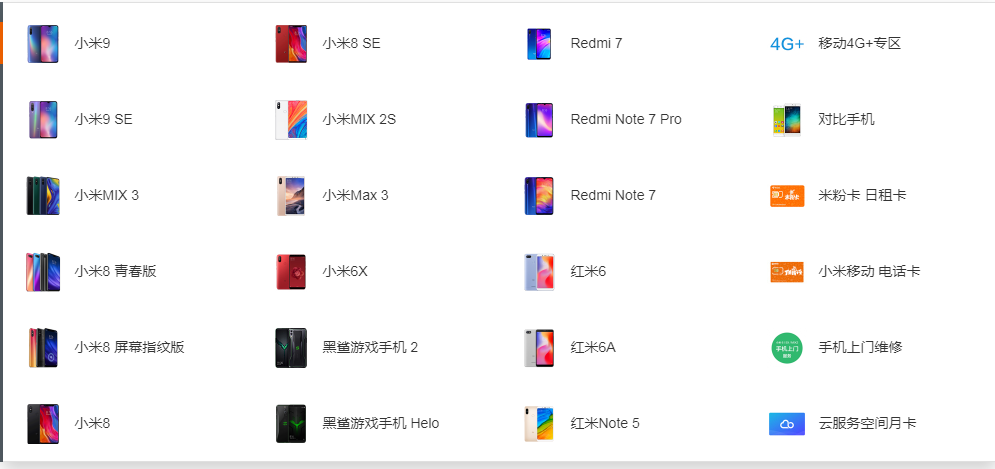 小米9
小米8 SE
Redmi 7
4G+ 移动4G+专区
小米9 SE
小米MIX 2S
Redmi Note 7 Pro
对比手机
小米MIX 3
小米Max 3
Redmi Note 7
米粉卡 日租卡
小米8 青春版
小米6X
红米6
小米移动 电话卡
小米8 屏幕指纹版
黑鲨游戏手机 2
红米6A
手机上门
服务
手机上门维修
小米8
黑鲨游戏手机 Helo
红米Note 5
云服务空间月卡